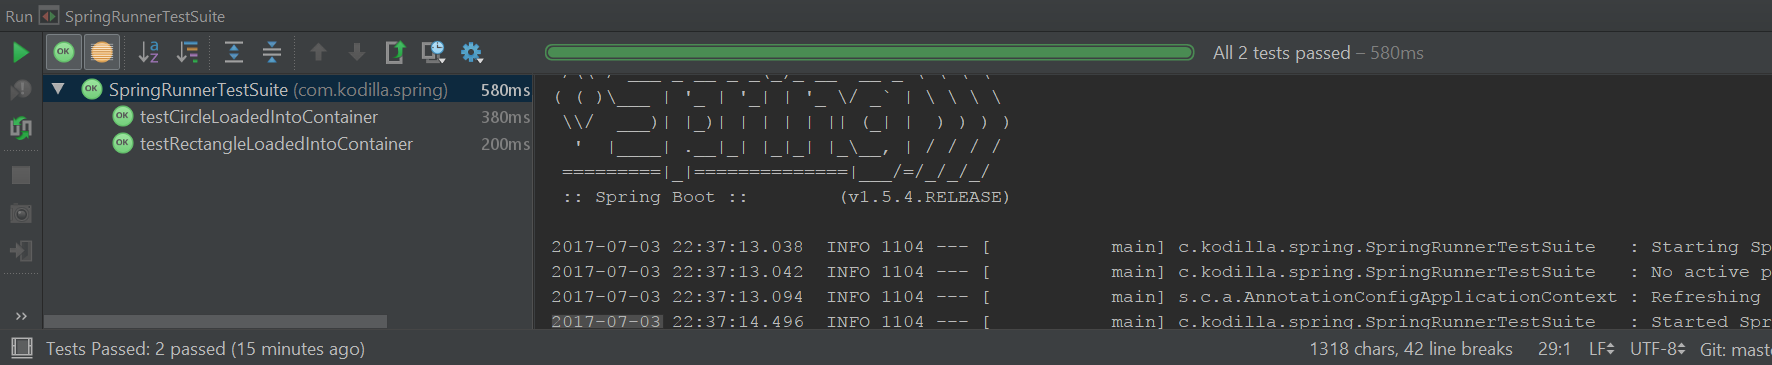 Run SpringRunnerTestSuite
All 2 tests passed – 580ms
SpringRunnerTestSuite (com.kodilla.spring) 580ms
testCircleLoadedIntoContainer 380ms
testRectangleLoadedIntoContainer 200ms
( ( )\___ | '_ | '_| | '_ \/ _` | \ \ \ \
\\/  ___)| |_)| | | | | || (_| |  ) ) ) )
'  |____| .__|_| |_|_| |_\__, | / / / /
=========|_|==============|___/=/_/_/_/
:: Spring Boot ::        (v1.5.4.RELEASE)
2017-07-03 22:37:13.038  INFO 1104 --- [           main] c.kodilla.spring.SpringRunnerTestSuite   : Starting Sp
2017-07-03 22:37:13.042  INFO 1104 --- [           main] c.kodilla.spring.SpringRunnerTestSuite   : No active p
2017-07-03 22:37:13.094  INFO 1104 --- [           main] s.c.a.AnnotationConfigApplicationContext : Refreshing
2017-07-03 22:37:14.496  INFO 1104 --- [           main] c.kodilla.spring.SpringRunnerTestSuite   : Started Spr
Tests Passed: 2 passed (15 minutes ago) 1318 chars, 42 line breaks 29:1 LF UTF-8 Git: mast